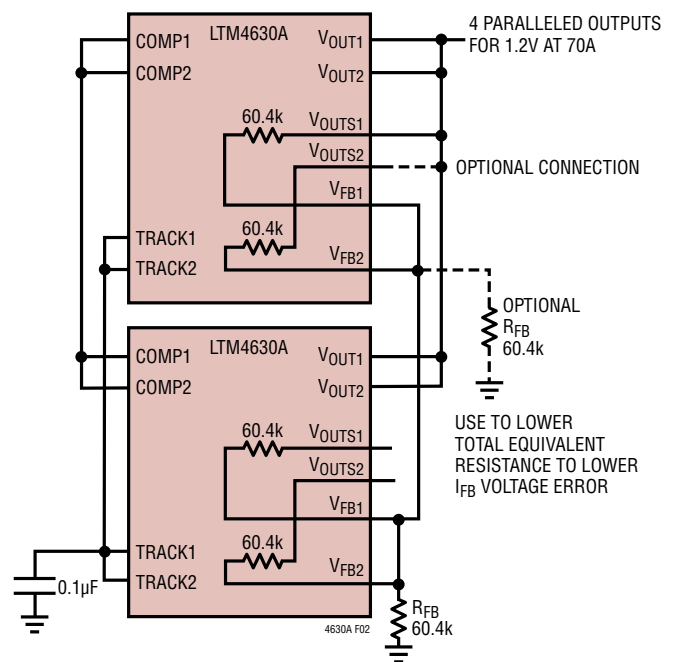 4 PARALLELED OUTPUTS
FOR 1.2V AT 70A
LTM4630A
COMP1
COMP2
VOUT1
VOUT2
60.4k
VOUTS1
VOUTS2
OPTIONAL CONNECTION
VFB1
60.4k
TRACK1
TRACK2
VFB2
OPTIONAL
RFB
60.4k
LTM4630A
COMP1
COMP2
VOUT1
VOUT2
USE TO LOWER
TOTAL EQUIVALENT
RESISTANCE TO LOWER
IFB VOLTAGE ERROR
60.4k
VOUTS1
VOUTS2
VFB1
60.4k
TRACK1
TRACK2
VFB2
0.1µF
RFB
60.4k
4630A F02